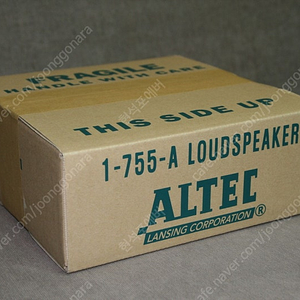 FRAGILE
HANDLE WITH CARE
THIS SIDE UP
1-755-A LOUDSPEAKER
ALTEC
LANSING CORPORATION ®